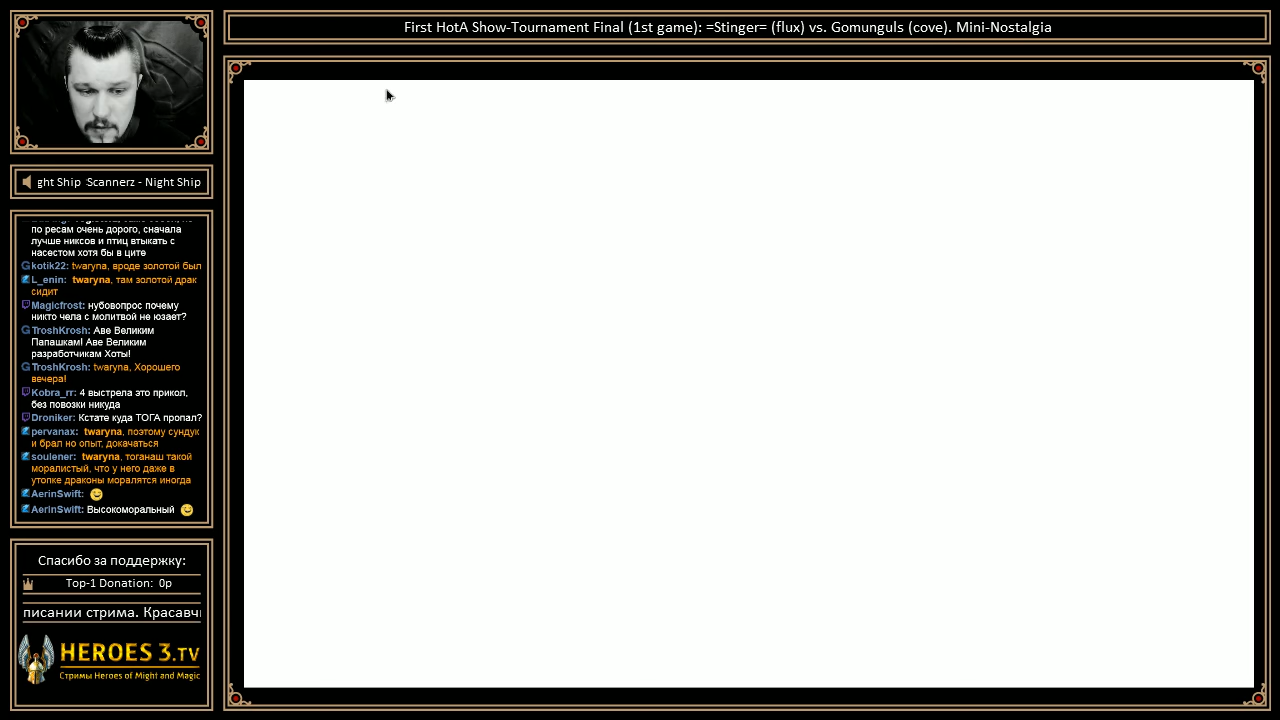 First HotA Show-Tournament Final (1st game): =Stinger= (flux) vs. Gomunguls (cove). Mini-Nostalgia
ght Ship Scannerz - Night Ship
по ресам очень дорого, сначала
лучше никсов и птиц втыкать с
насестом хотя бы в ците
kotik22: twaryna, вроде золотой был
L_enin: twaryna, там золотой драк
сидит
Magicfrost: нубовопрос почему
никто чела с молитвой не юзает?
TroshKrosh: Аве Великим
Папашкам! Аве Великим
разработчикам Хоты!
TroshKrosh: twaryna, Хорошего
вечера!
Kobra_rr: 4 выстрела это прикол,
без повозки никуда
Droniker: Кстате куда ТОГА пропал?
pervanax: twaryna, поэтому сундук
и брал но опыт, докачаться
soulener: twaryna, тоганаш такой
моралистый, что у него даже в
утопке драконы моралятся иногда
AerinSwift:
AerinSwift: Высокоморальный
Спасибо за поддержку:
Top-1 Donation: 0р
писании стрима. Красавч
HEROES 3.TV
Стримы Heroes of Might and Magic